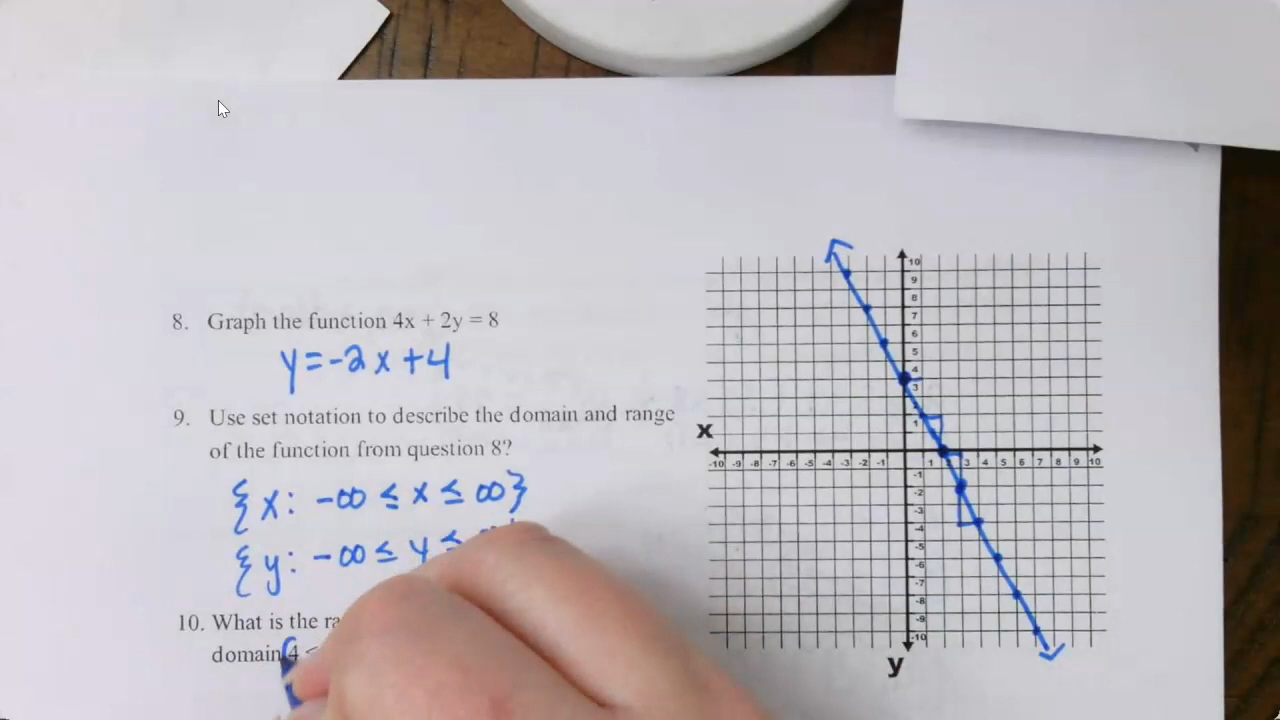 8. Graph the function 4x + 2y = 8
y = -2x + 4
9. Use set notation to describe the domain and range
of the function from question 8?
{x: -∞ ≤ x ≤ ∞}
{y: -∞ ≤ y ≤
10. What is the
domain 4
x
y
10
9
8
7
6
5
4
3
1
-10 -9 -8 -7 -6 -5 -4 -3 -2 -1 1 3 4 5 6 7 8 9 10
-1
-2
-3
-4
-5
-6
-7
-8
-9
-10